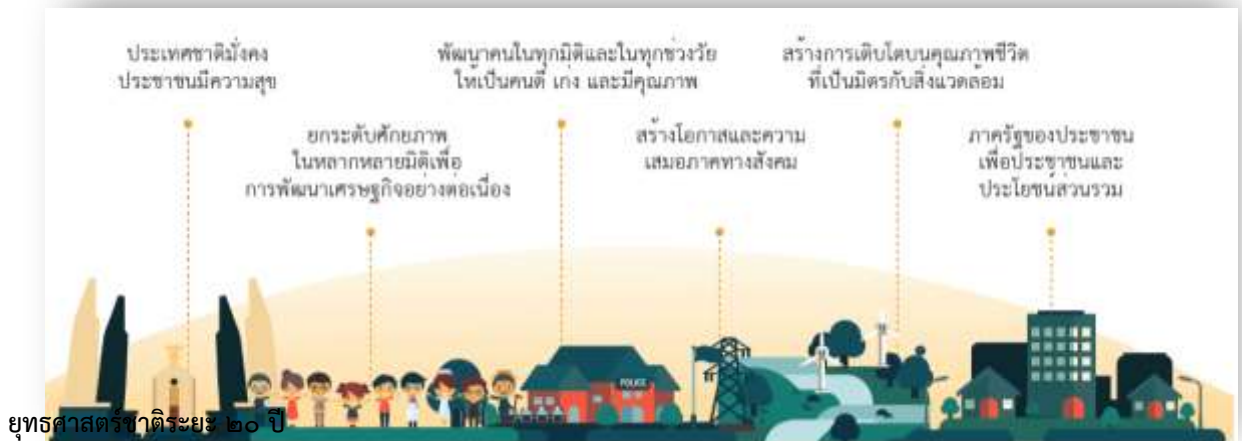 ประเทศชาติมั่นคง
ประชาชนมีความสุข
ยกระดับศักยภาพ
ในหลากหลายมิติเพื่อ
การพัฒนาเศรษฐกิจอย่างต่อเนื่อง
พัฒนาคนในทุกมิติและในทุกช่วงวัย
ให้เป็นคนดี เก่ง และมีคุณภาพ
สร้างโอกาสและความ
เสมอภาคทางสังคม
สร้างการเติบโตบนคุณภาพชีวิต
ที่เป็นมิตรกับสิ่งแวดล้อม
ภาครัฐของประชาชน
เพื่อประชาชนและ
ประโยชน์ส่วนรวม
POLICE
ยุทธศาสตร์ชาติระยะ ๒๐ ปี